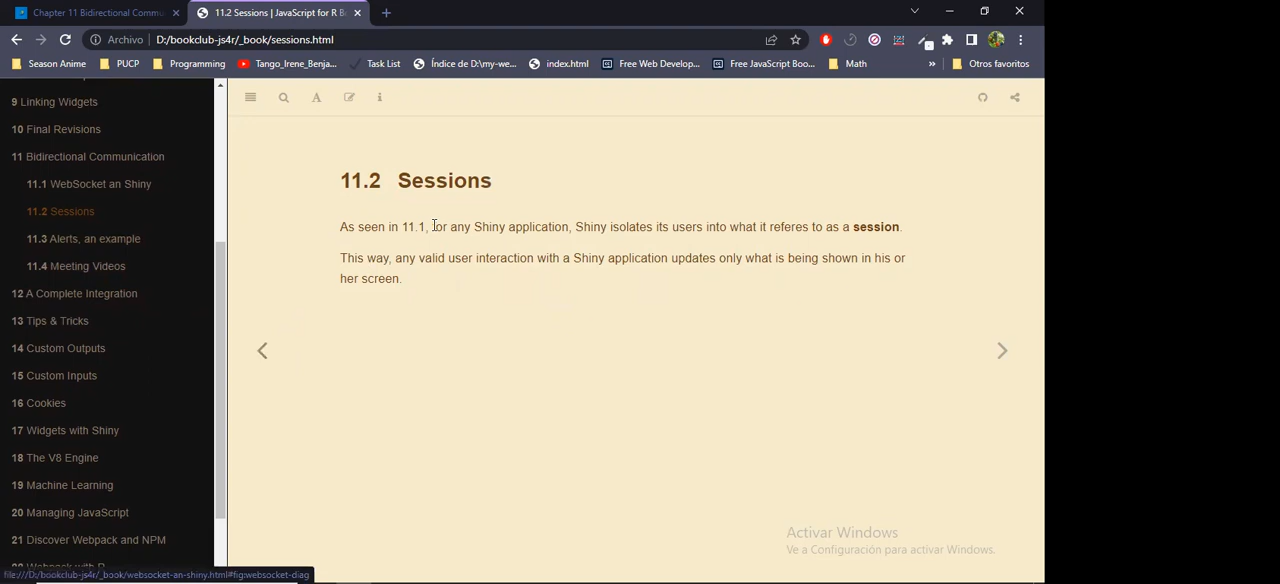 Chapter 11 Bidirectional Commu
11.2 Sessions | JavaScript for R B
Archivo
D:/bookclub-js4r/_book/sessions.html
Season Anime
PUCP
Programming
Tango_Irene_Benja...
Task List
Índice de D:\my-we...
index.html
Free Web Develop...
Free JavaScript Boo...
Math
»
Otros favoritos
9 Linking Widgets
10 Final Revisions
11 Bidirectional Communication
11.1 WebSocket an Shiny
11.2 Sessions
11.3 Alerts, an example
11.4 Meeting Videos
12 A Complete Integration
13 Tips & Tricks
14 Custom Outputs
15 Custom Inputs
16 Cookies
17 Widgets with Shiny
18 The V8 Engine
19 Machine Learning
20 Managing JavaScript
21 Discover Webpack and NPM
file:///D:/bookclub-js4r/_book/websocket-an-shiny.html#fig:websocket-diag
11.2 Sessions
As seen in 11.1, for any Shiny application, Shiny isolates its users into what it referes to as a session.
This way, any valid user interaction with a Shiny application updates only what is being shown in his or
her screen.
Activar Windows
Ve a Configuración para activar Windows.